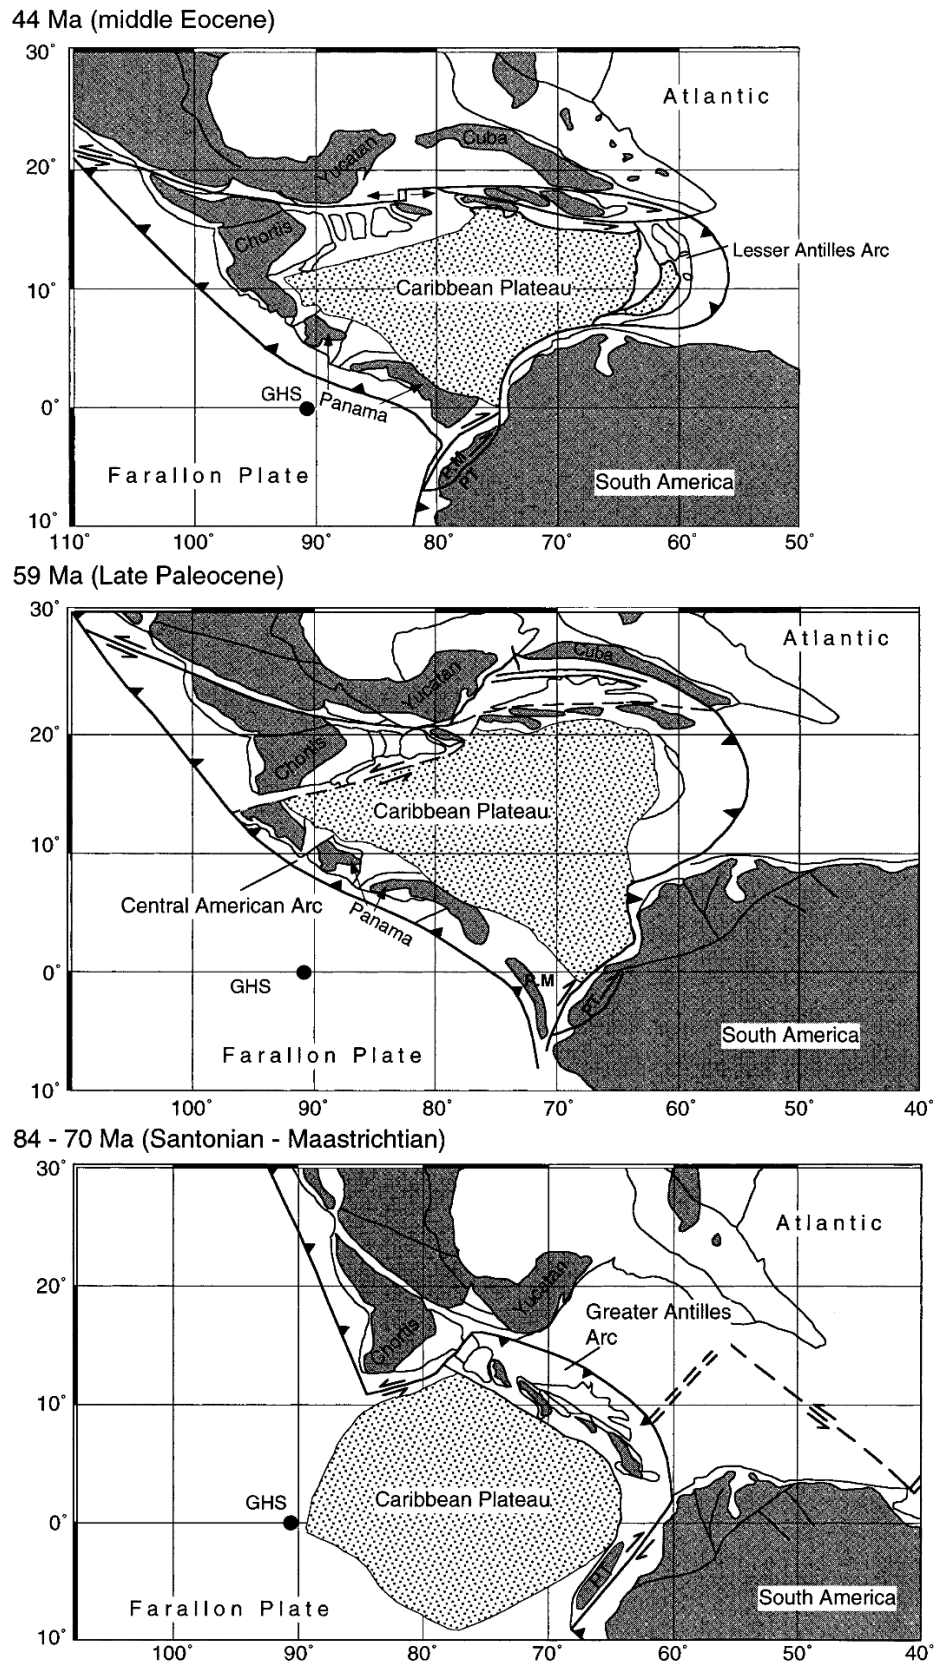 44 Ma (middle Eocene)
30°
Atlantic
Cuba
Yucatan
20°
Chortis
Lesser Antilles Arc
10°
Caribbean Plateau
GHS
Panama
0°
R.M
PT
Farallon Plate
South America
10°
110° 100° 90° 80° 70° 60° 50°
59 Ma (Late Paleocene)
30°
Atlantic
Cuba
Yucatan
20°
Chortis
Caribbean Plateau
10°
Central American Arc
Panama
0°
GHS
R.M
PT
South America
Farallon Plate
10°
100° 90° 80° 70° 60° 50° 40°
84 - 70 Ma (Santonian - Maastrichtian)
30°
Atlantic
20°
Yucatan
Greater Antilles
Arc
Chortis
10°
GHS
Caribbean Plateau
0°
PT
Farallon Plate
South America
10°
100° 90° 80° 70° 60° 50° 40°